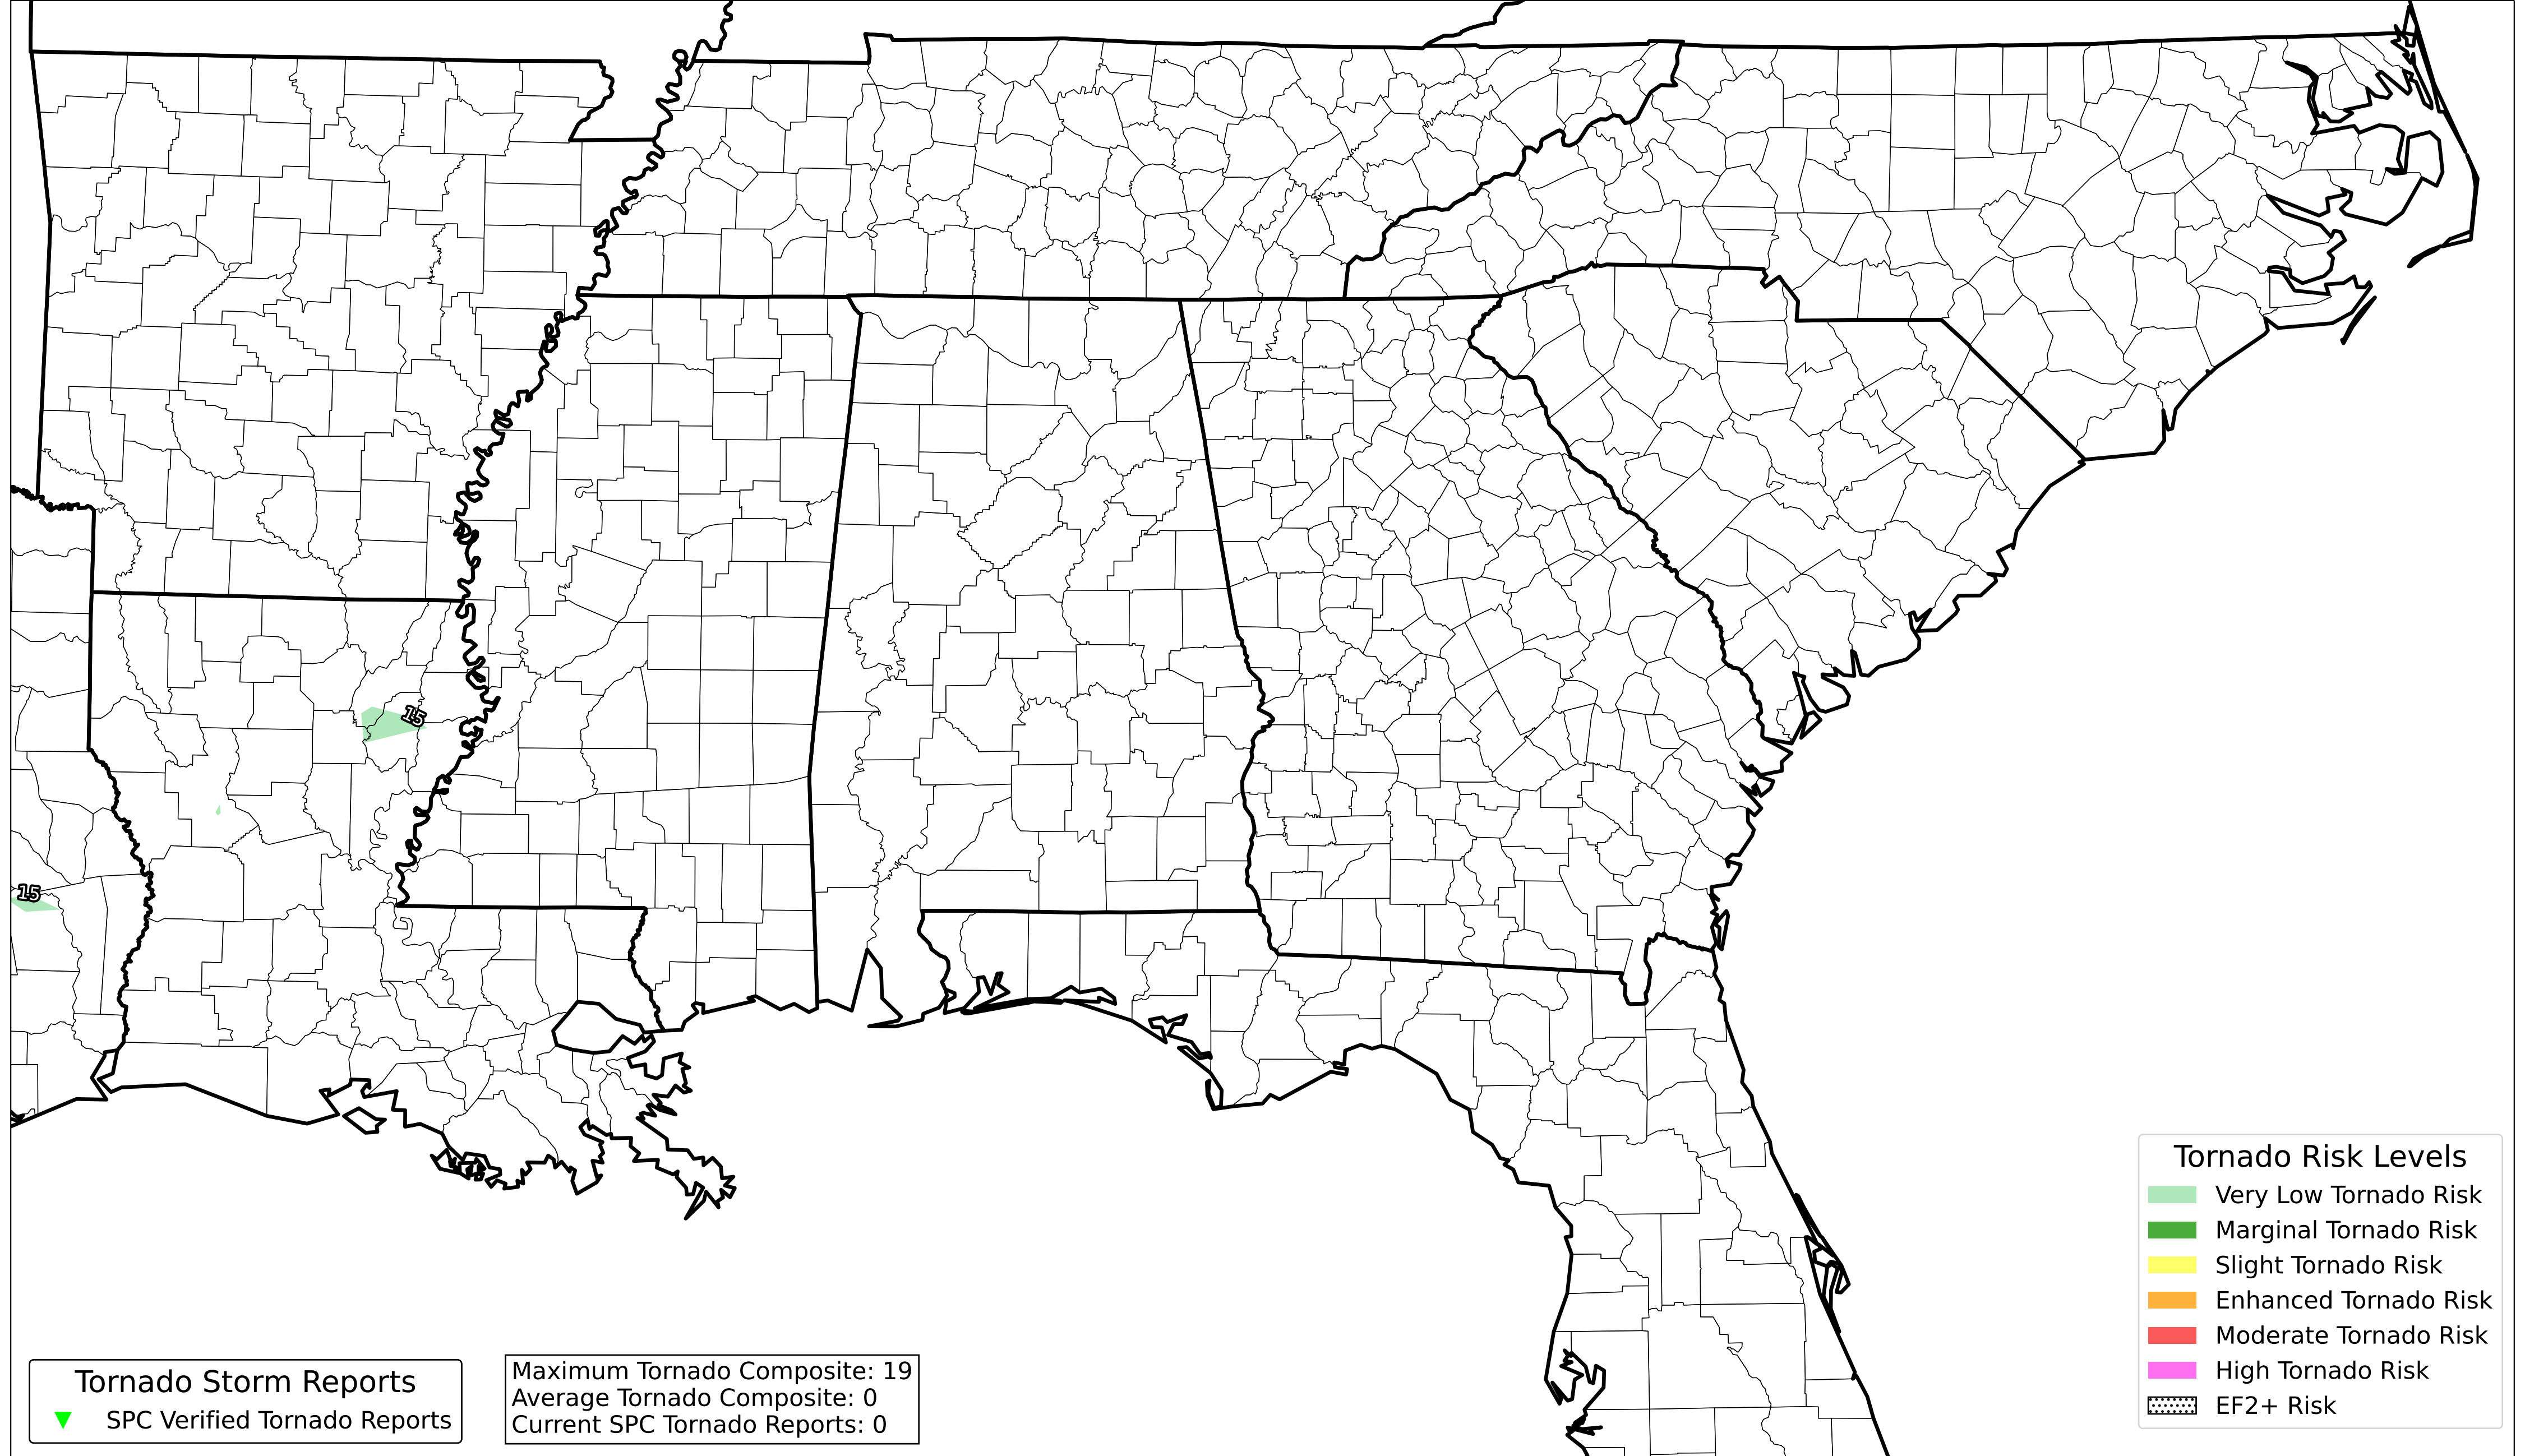 15
15
Tornado Storm Reports
SPC Verified Tornado Reports
Maximum Tornado Composite: 19
Average Tornado Composite: 0
Current SPC Tornado Reports: 0
Tornado Risk Levels
Very Low Tornado Risk
Marginal Tornado Risk
Slight Tornado Risk
Enhanced Tornado Risk
Moderate Tornado Risk
High Tornado Risk
EF2+ Risk